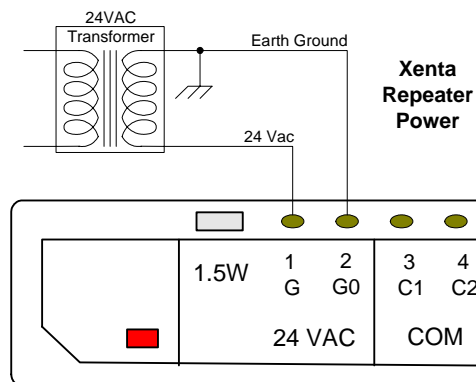 24VAC
Transformer
Earth Ground
Xenta
Repeater
Power
24 Vac
1.5W
1
G
2
G0
3
C1
4
C2
24 VAC
COM